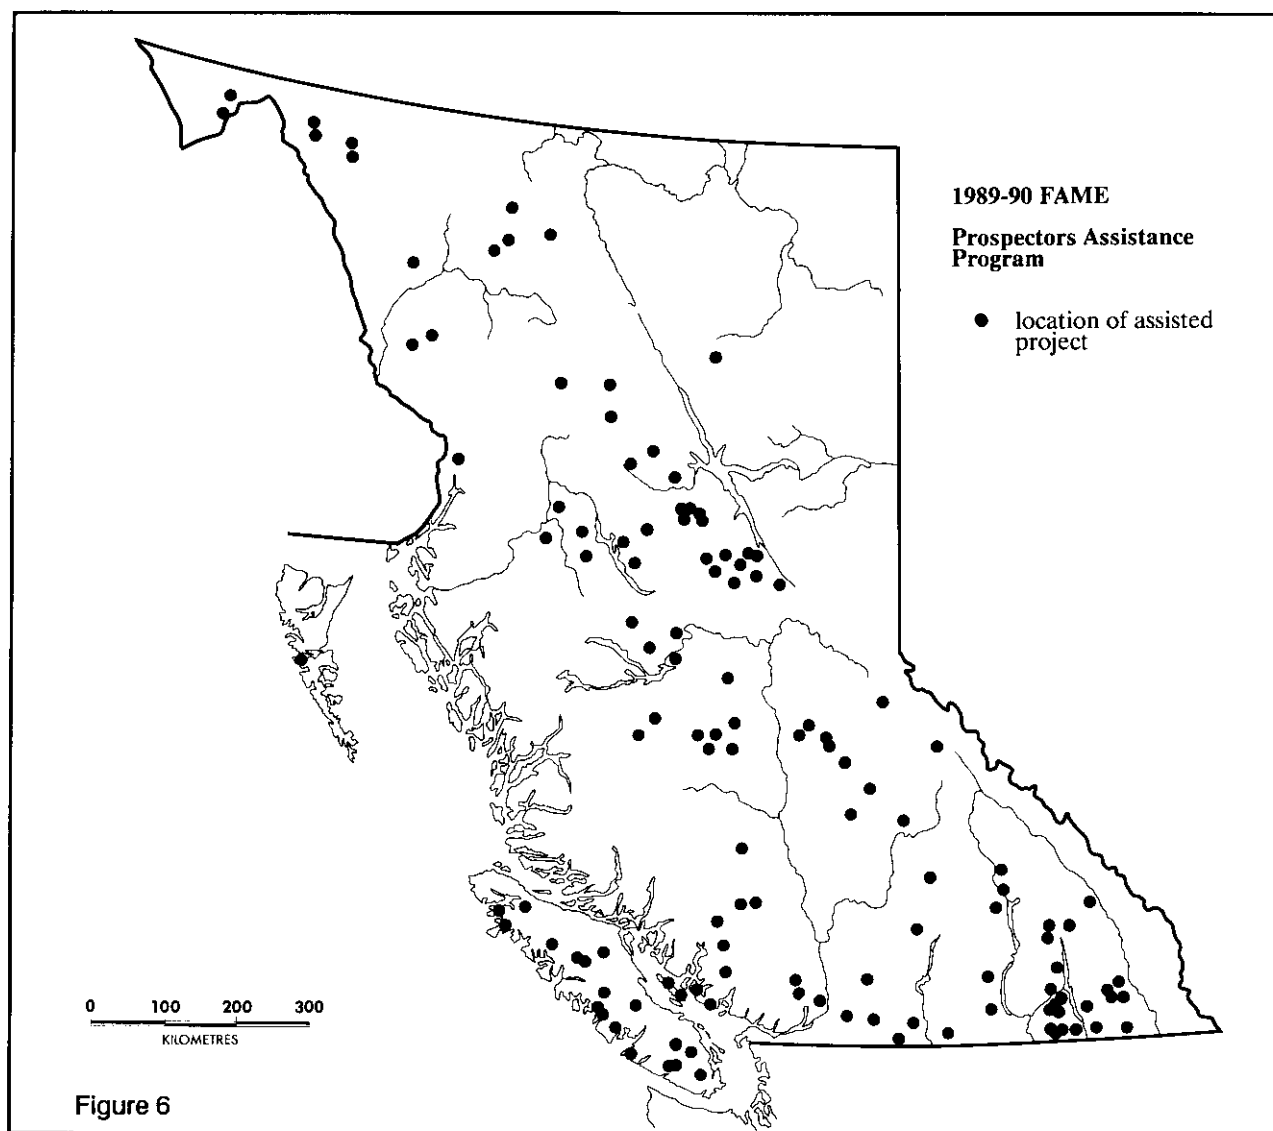 1989-90 FAME
Prospectors Assistance
Program
location of assisted
project
0 100 200 300
KILOMETRES
Figure 6